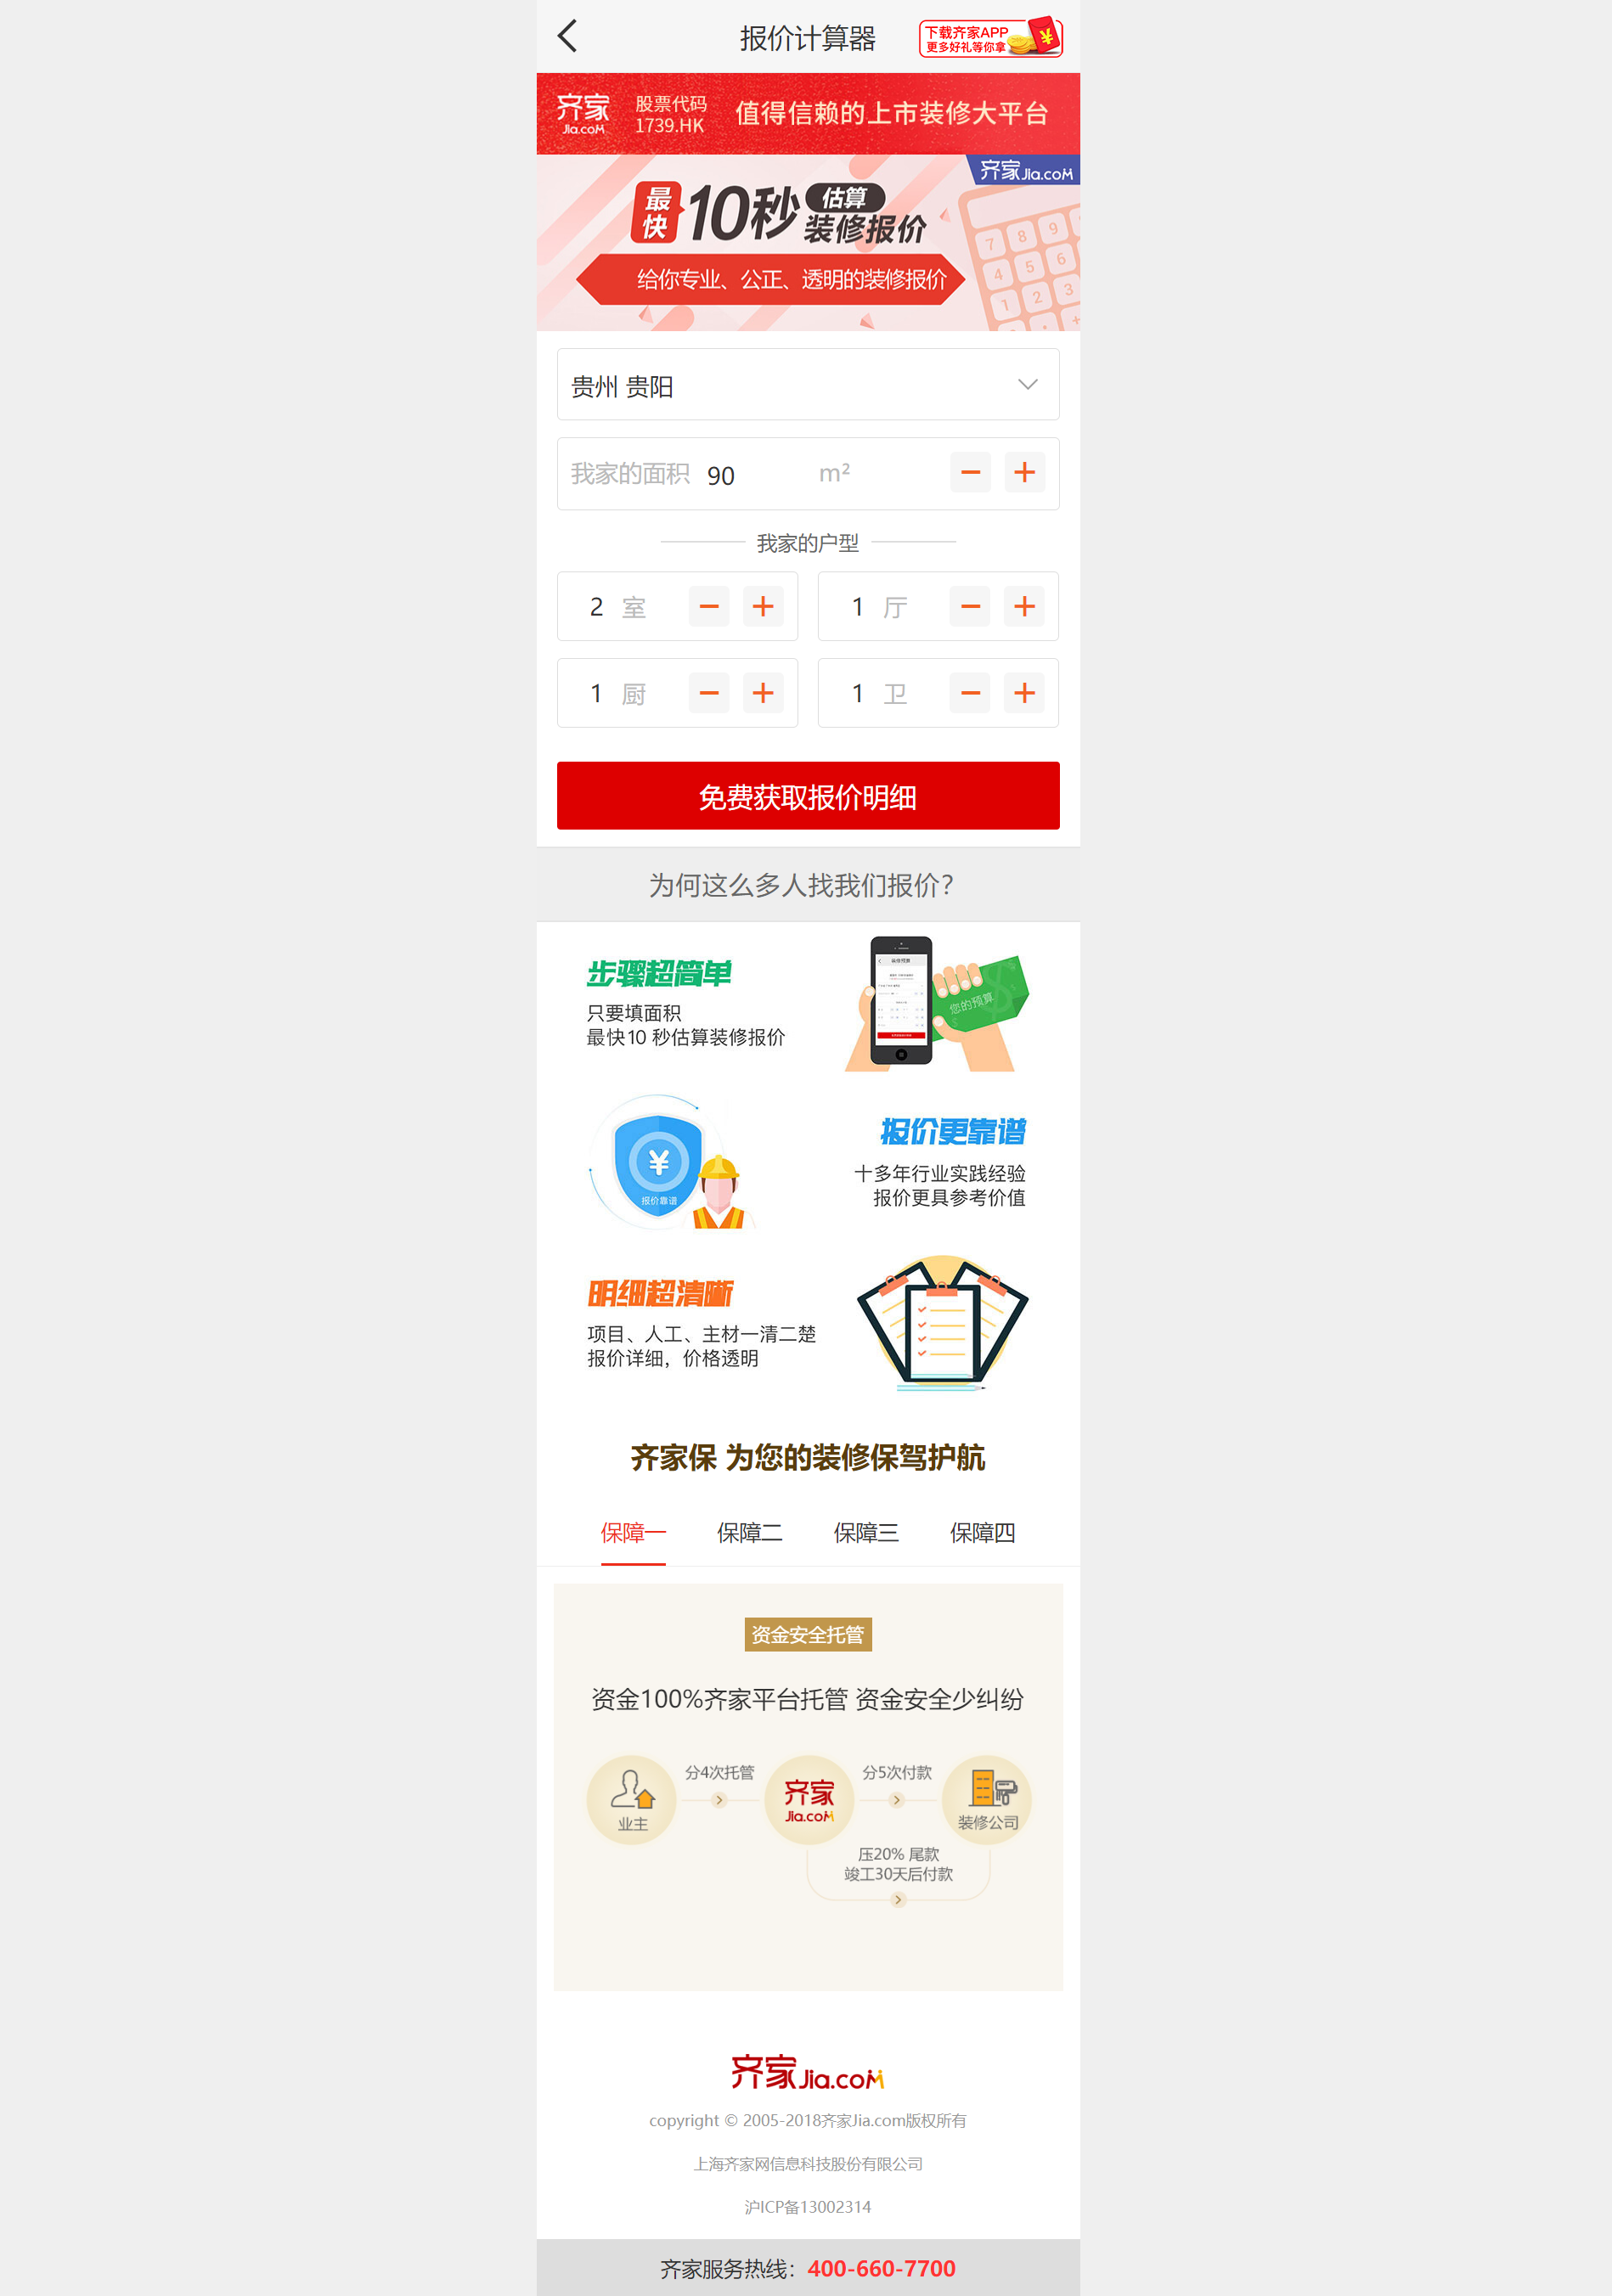 报价计算器
下载齐家APP
更多好礼等你拿
¥
齐家
Jia.com
股票代码
1739.HK
值得信赖的上市装修大平台
齐家Jia.com
最快
10秒
估算
装修报价
给你专业、公正、透明的装修报价
7 8 9
4 5 6
1 2 3
贵州 贵阳
我家的面积 90 m²
我家的户型
2 室
1 厅
1 厨
1 卫
免费获取报价明细
为何这么多人找我们报价?
步骤超简单
只要填面积
最快10 秒估算装修报价
您的预算
报价更靠谱
¥
报价靠谱
十多年行业实践经验
报价更具参考价值
明细超清晰
项目、人工、主材一清二楚
报价详细，价格透明
齐家保 为您的装修保驾护航
保障一 保障二 保障三 保障四
资金安全托管
资金100%齐家平台托管 资金安全少纠纷
业主
分4次托管
齐家
Jia.com
分5次付款
装修公司
压20% 尾款
竣工30天后付款
齐家Jia.com
copyright © 2005-2018齐家Jia.com版权所有
上海齐家网信息科技股份有限公司
沪ICP备13002314
齐家服务热线：400-660-7700